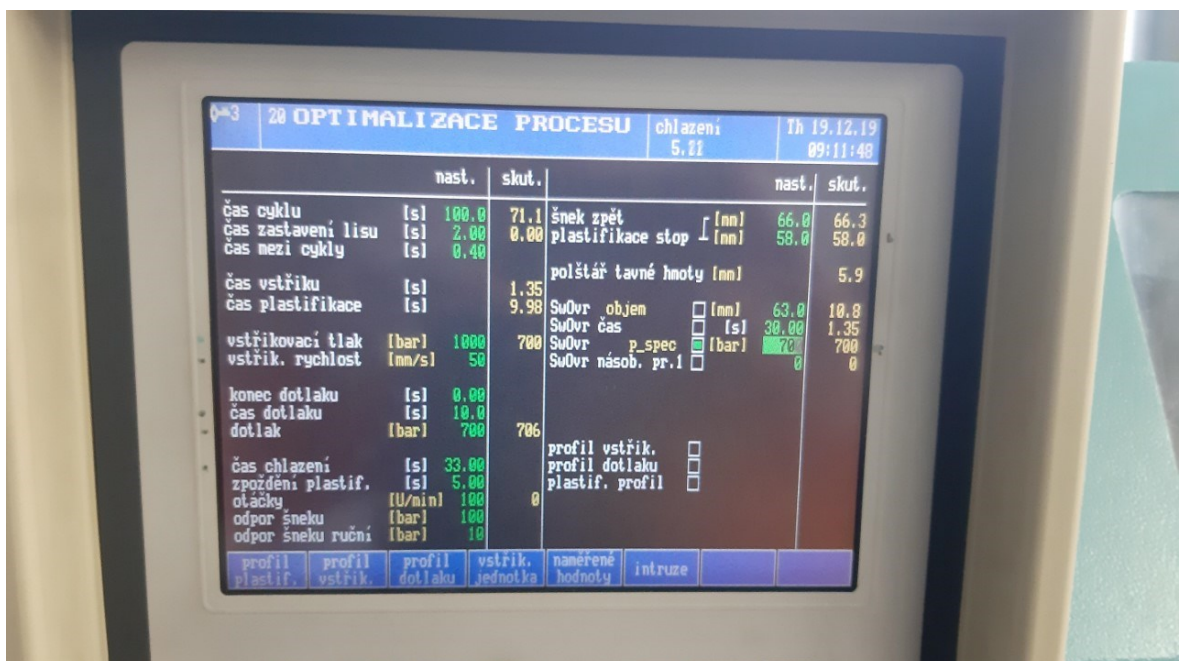 3 20 OPTIMALIZACE PROCESU chlazení Th 19.12.19
5.21 09:11:48
nast. skut. nast. skut.
čas cyklu [s] 100.0 71.1 šnek zpět [mm] 66.0 66.3
čas zastavení lisu [s] 2.00 0.00 plastifikace stop [mm] 58.0 58.0
čas mezi cykly [s] 0.40
polštář tavné hmoty [mm] 5.9
čas vstřiku [s] 1.35
čas plastifikace [s] 9.98 SwOvr objem [mm] 63.0 10.8
SwOvr čas [s] 30.00 1.35
vstřikovací tlak [bar] 1000 700 SwOvr p_spec [bar] 70 700
vstřik. rychlost [mm/s] 50 SwOvr násob. pr.1 0 0
konec dotlaku [s] 0.00
čas dotlaku [s] 10.0
dotlak [bar] 700 706
profil vstřik.
čas chlazení [s] 33.00 profil dotlaku
zpoždění plastif. [s] 5.00 plastif. profil
otáčky [U/min] 100 0
odpor šneku [bar] 100
odpor šneku ruční [bar] 10
profil plastif. profil vstřik. profil dotlaku vstřik. jednotka naměřené hodnoty intruze